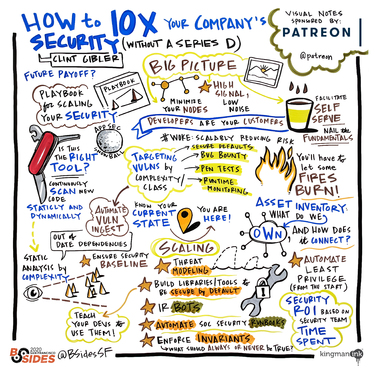 HOW to 10X YOUR COMPANY'S
SECURITY (WITHOUT A SERIES D)
CLINT GIBLER
VISUAL NOTES
SPONSORED BY:
PATREON
@patreon
FUTURE PAYOFF?
PLAYBOOK
for SCALING
YOUR SECURITY
PLAYBOOK
BIG PICTURE
MINIMIZE
YOUR NODES
HIGH
SIGNAL,
LOW
NOISE
FACILITATE
SELF
SERVE
NAIL the
FUNDAMENTALS
DEVELOPERS ARE YOUR CUSTOMERS
APPSEC
SNOWBALL
IS this
the RIGHT
TOOL?
CONTINUOUSLY
SCAN NEW
CODE
STATICLY AND
DYNAMICALLY
WORK: SCALABLY REDUCING RISK
TARGETING
VULNS by
COMPLEXITY/
CLASS
SECURE DEFAULTS
BUG BOUNTY
PEN TESTS
RUNTIME
MONITORING
YOU'll HAVE to
let some
FIRES
BURN!
AUTOMATE
VULN
INGEST
KNOW YOUR
CURRENT
STATE
YOU ARE
HERE!
ASSET INVENTORY:
WHAT DO WE
OWN,
AND HOW DOES
it CONNECT?
OUT of
DATE DEPENDENCIES
STATIC
ANALYSIS by
COMPLEXITY
ENSURE SECURITY
BASELINE
SCALING
THREAT
MODELING
BUILD LIBRARIES/TOOLS to
BE SECURE by DEFAULT
IR BOTS
AUTOMATE SOC SECURITY RUNBOOKS
ENFORCE INVARIANTS
WHAT SHOULD ALWAYS or NEVER be TRUE?
AUTOMATE
LEAST
PRIVILEGE
(FROM the START)
SECURITY
ROI BASED on
SECURITY TEAM
TIME
SPENT
TEACH
YOUR DEVS to
USE THEM!
BSIDES
2020
SAN FRANCISCO
@BSidesSF
kingmanink